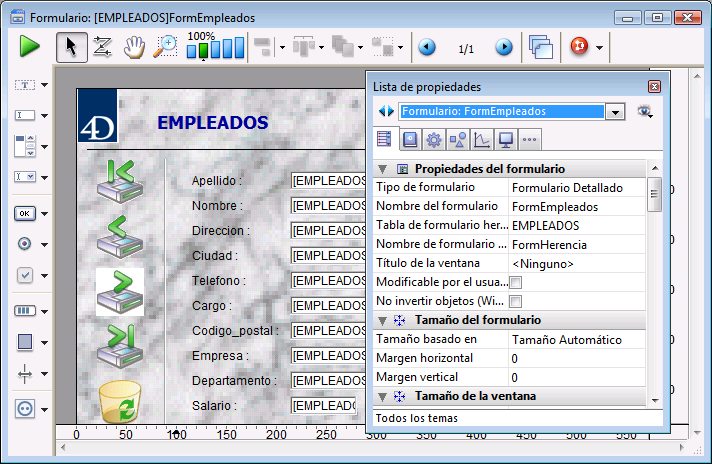 Formulario: [EMPLEADOS]FormEmpleados
100%
1/1
Lista de propiedades
Formulario: FormEmpleados
4D
EMPLEADOS
Apellido : [EMPLEADOS
Nombre : [EMPLEADOS
Direccion : [EMPLEADOS
Ciudad : [EMPLEADOS
Telefono : [EMPLEADOS
Cargo : [EMPLEADOS
Codigo_postal : [EMPLEADOS
Empresa : [EMPLEADOS
Departamento : [EMPLEADOS
Salario : [EMPLEADO
OK
Propiedades del formulario
Tipo de formulario Formulario Detallado
Nombre del formulario FormEmpleados
Tabla de formulario her... EMPLEADOS
Nombre de formulario ... FormHerencia
Título de la ventana <Ninguno>
Modificable por el usua...
No invertir objetos (Wi...
Tamaño del formulario
Tamaño basado en Tamaño Automático
Margen horizontal 0
Margen vertical 0
Tamaño de la ventana
Todos los temas
0 50 100 150 200 250 300 350 400 450 500 550